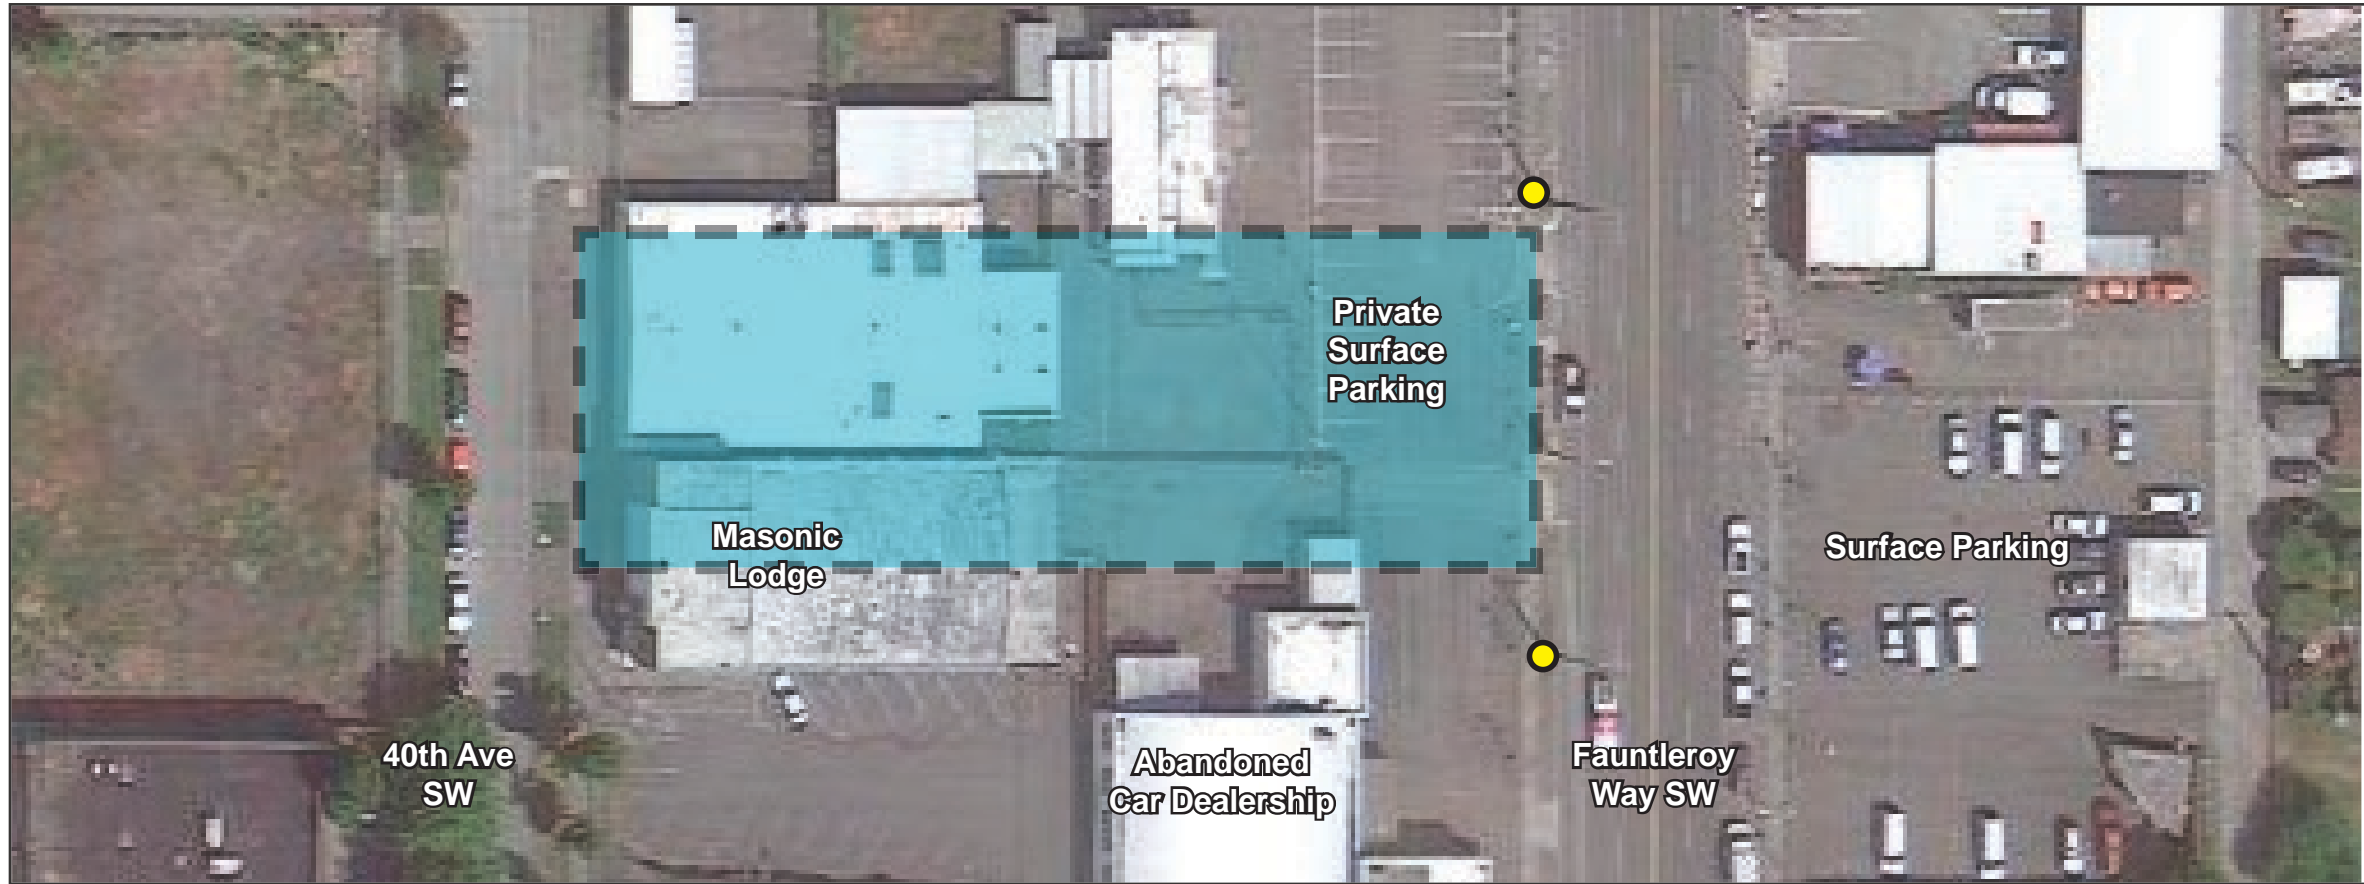 Private
Surface
Parking
Masonic
Lodge
Surface Parking
40th Ave
SW
Abandoned
Car Dealership
Fauntleroy
Way SW